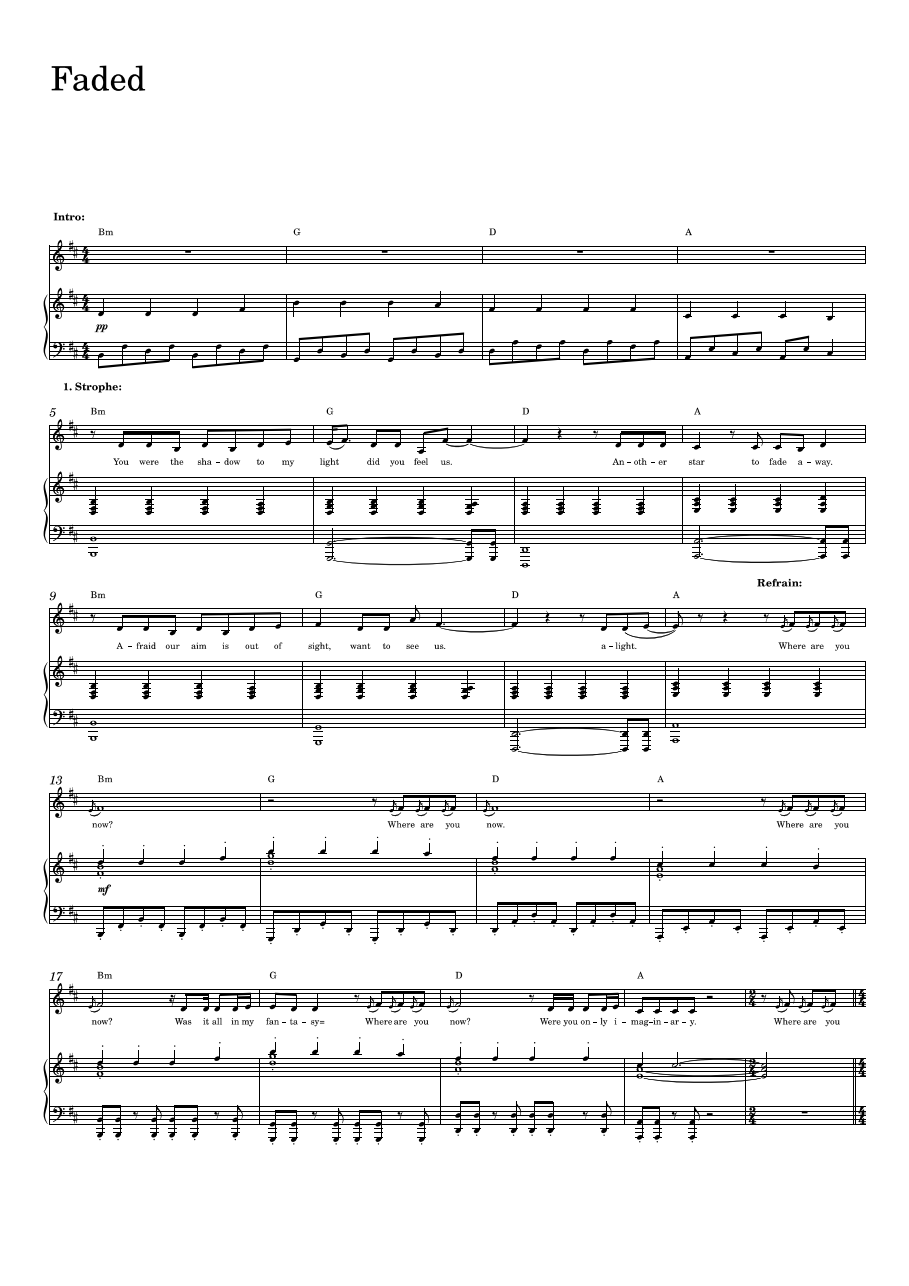 Faded
Intro:
Bm G D A
pp
1. Strophe:
5 Bm G D A
You were the sha - dow to my light did you feel us. An - oth - er star to fade a - way.
Refrain:
9 Bm G D A
A - fraid our aim is out of sight, want to see us. a - light. Where are you
13 Bm G D A
now? Where are you now. Where are you
mf
17 Bm G D A
now? Was it all in my fan - ta - sy= Where are you now? Were you on - ly i - mag - in - ar - y. Where are you